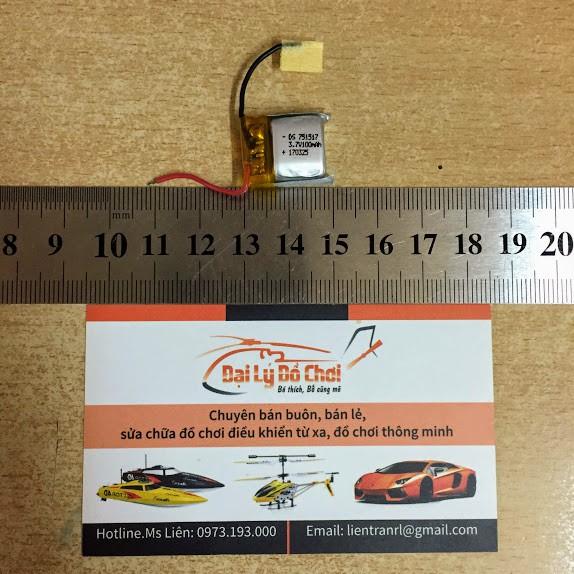 - DS 751517
3.7V100mAh
+ 170325
mm
8 9 10 11 12 13 14 15 16 17 18 19 20
Đại Lý Đồ Chơi
Bé thích, Bố cũng mê
Chuyên bán buôn, bán lẻ,
sửa chữa đồ chơi điều khiển từ xa, đồ chơi thông minh
Hotline.Ms Liên: 0973.193.000
Email: lientranrl@gmail.com